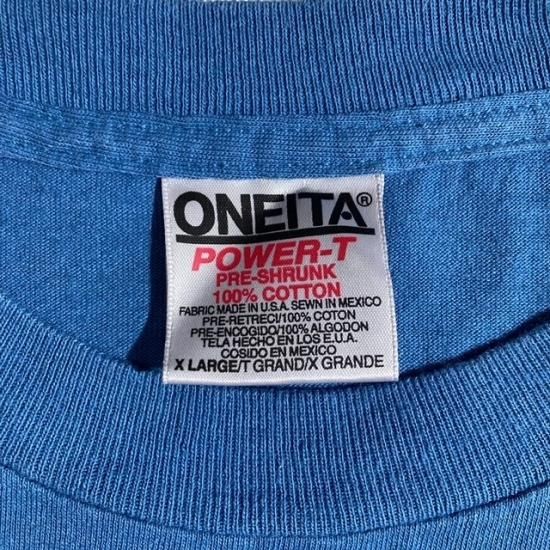 ONEITA®
POWER-T
PRE-SHRUNK
100% COTTON
FABRIC MADE IN U.S.A. SEWN IN MEXICO
PRE-RETRECI/100% COTON
PRE-ENCOGIDO/100% ALGODON
TELA HECHO EN LOS E.U.A.
COSIDO EN MEXICO
X LARGE/T GRAND/X GRANDE